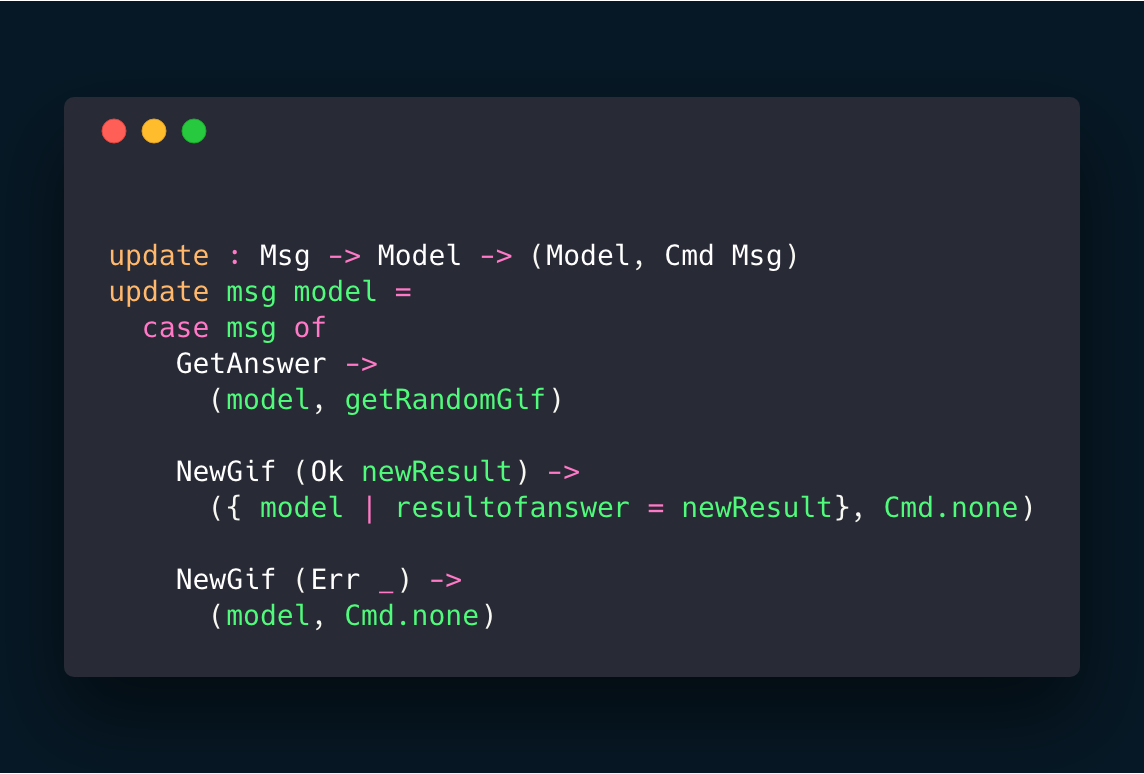 update : Msg -> Model -> (Model, Cmd Msg)
update msg model =
  case msg of
    GetAnswer ->
      (model, getRandomGif)

    NewGif (Ok newResult) ->
      ({ model | resultofanswer = newResult}, Cmd.none)

    NewGif (Err _) ->
      (model, Cmd.none)